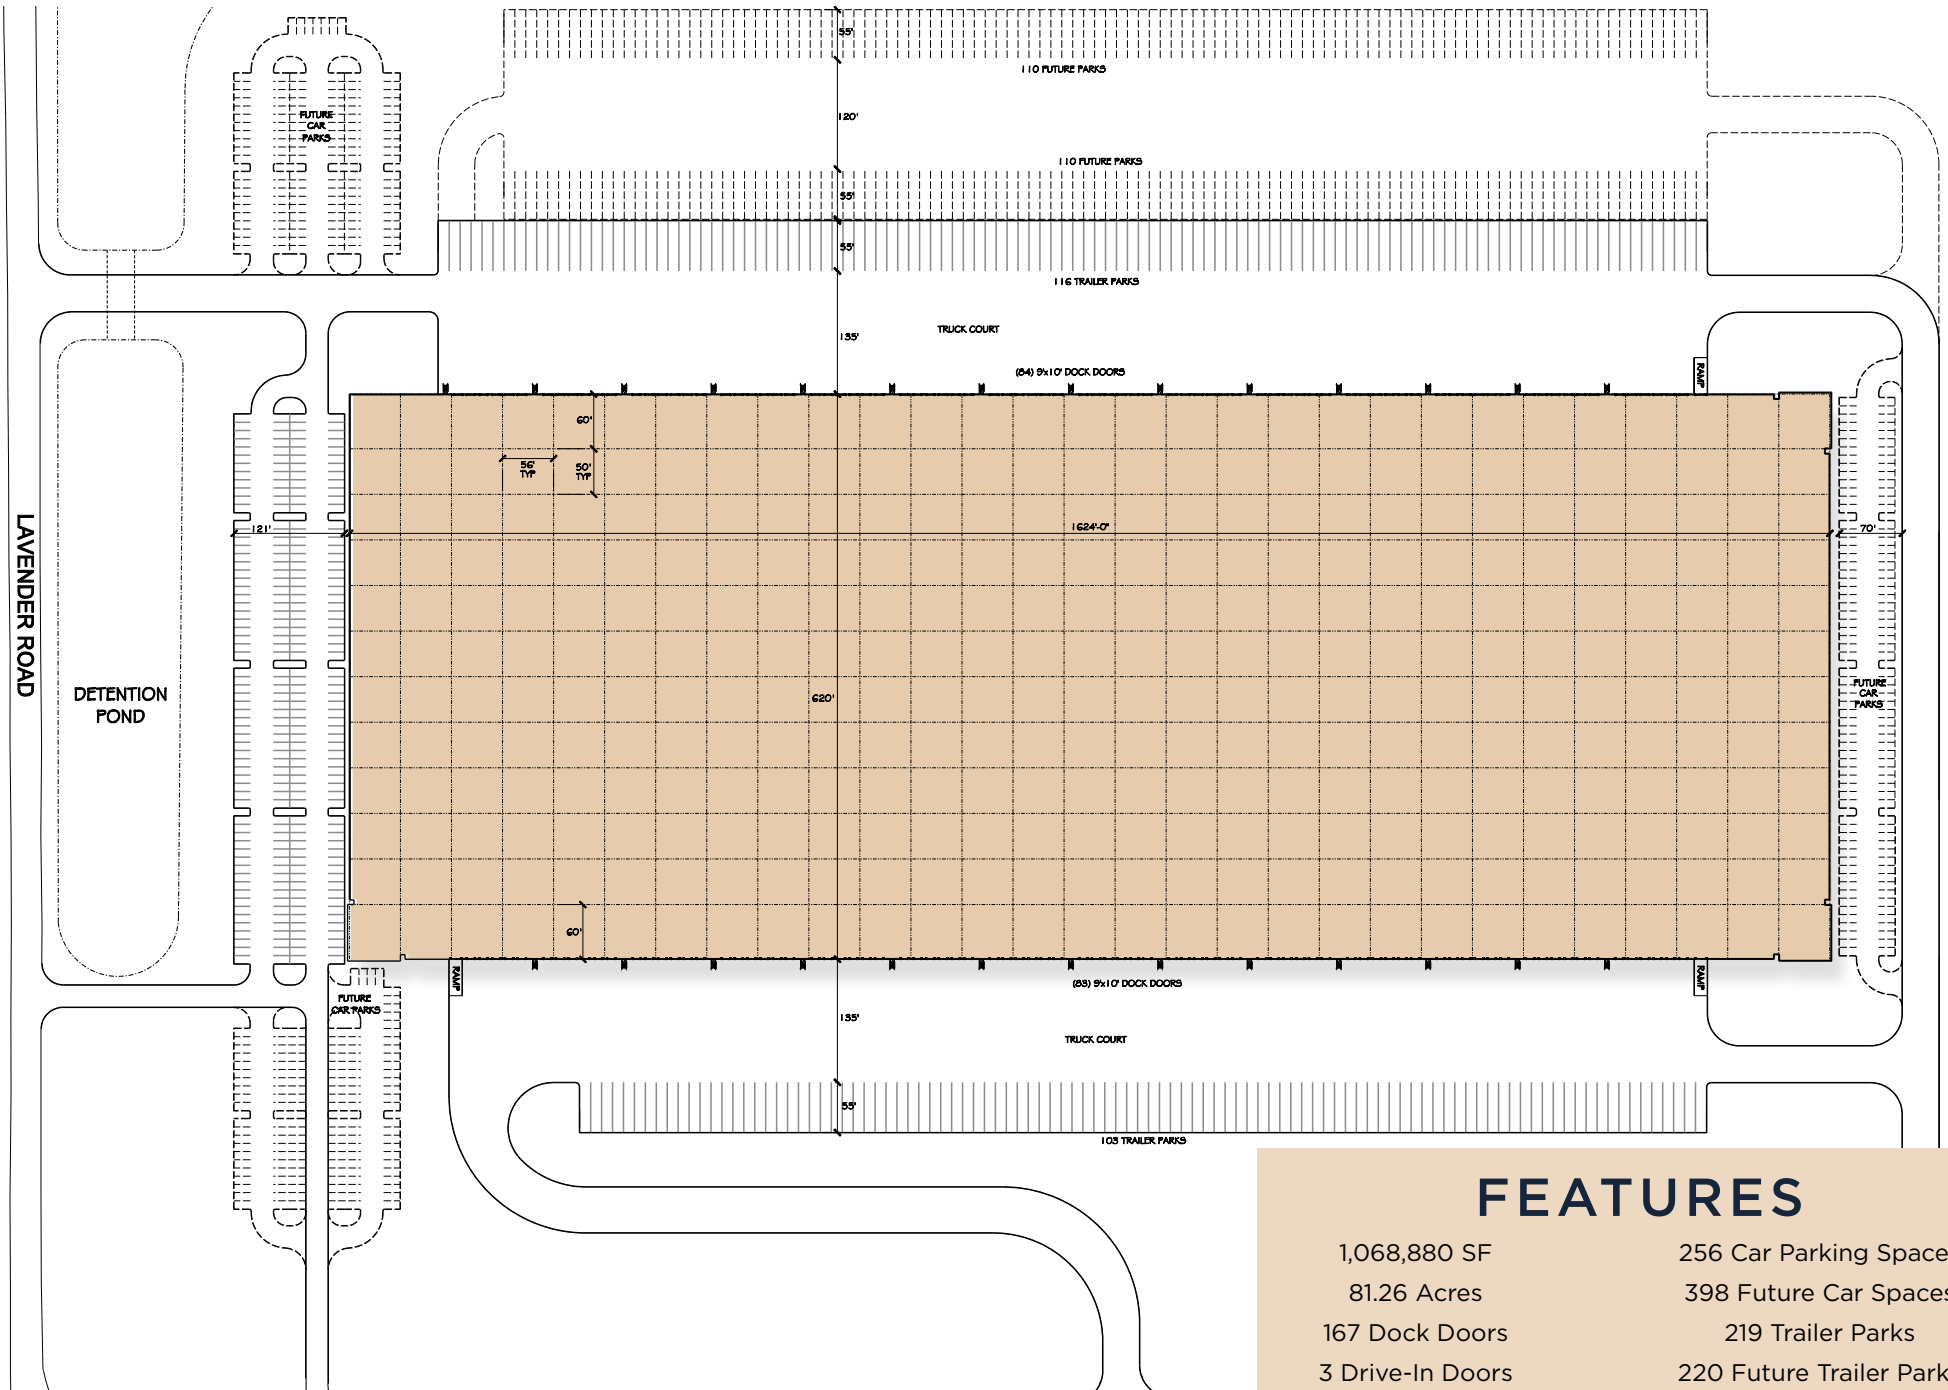 55'
110 FUTURE PARKS
FUTURE
CAR
PARKS
120'
110 FUTURE PARKS
55'
55'
116 TRAILER PARKS
TRUCK COURT
135'
(84) 9'x10' DOCK DOORS
RAMP
60'
56'
TYP
50'
TYP
LAVENDER ROAD
121'
1624'-0"
70'
DETENTION
POND
620'
FUTURE
CAR
PARKS
60'
RAMP
(83) 9'x10' DOCK DOORS
RAMP
FUTURE
CAR PARKS
135'
TRUCK COURT
55'
103 TRAILER PARKS
FEATURES
1,068,880 SF
81.26 Acres
167 Dock Doors
3 Drive-In Doors
256 Car Parking Space
398 Future Car Spaces
219 Trailer Parks
220 Future Trailer Park